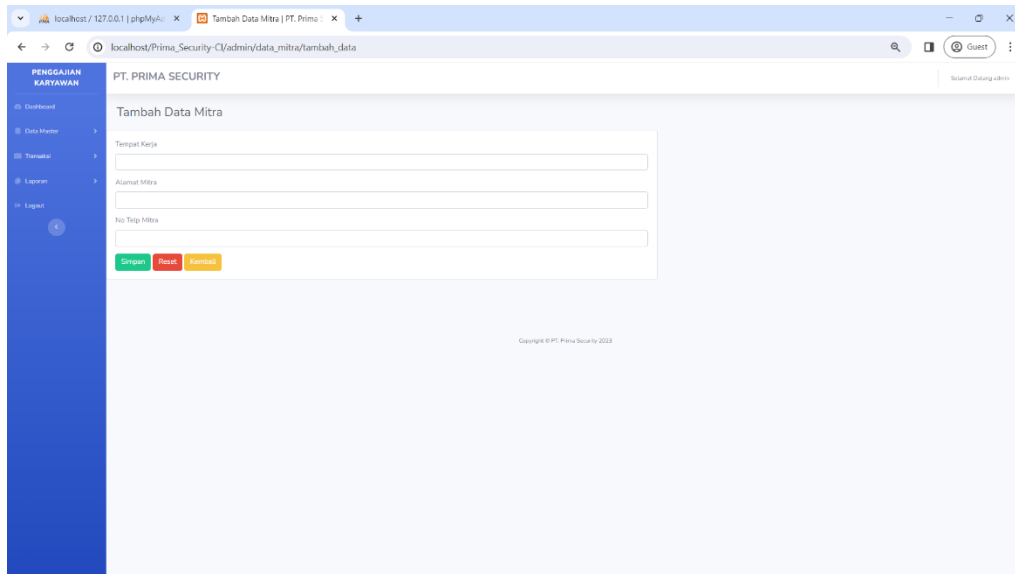 localhost / 127.0.0.1 | phpMyAd
Tambah Data Mitra | PT. Prima S
localhost/Prima_Security-CI/admin/data_mitra/tambah_data
Guest
PENGGAJIAN
KARYAWAN
PT. PRIMA SECURITY
Selamat Datang admin
Dashboard
Data Master
Transaksi
Laporan
Logout
Tambah Data Mitra
Tempat Kerja
Alamat Mitra
No Telp Mitra
Simpan
Reset
Kembali
Copyright © PT. Prima Security 2023